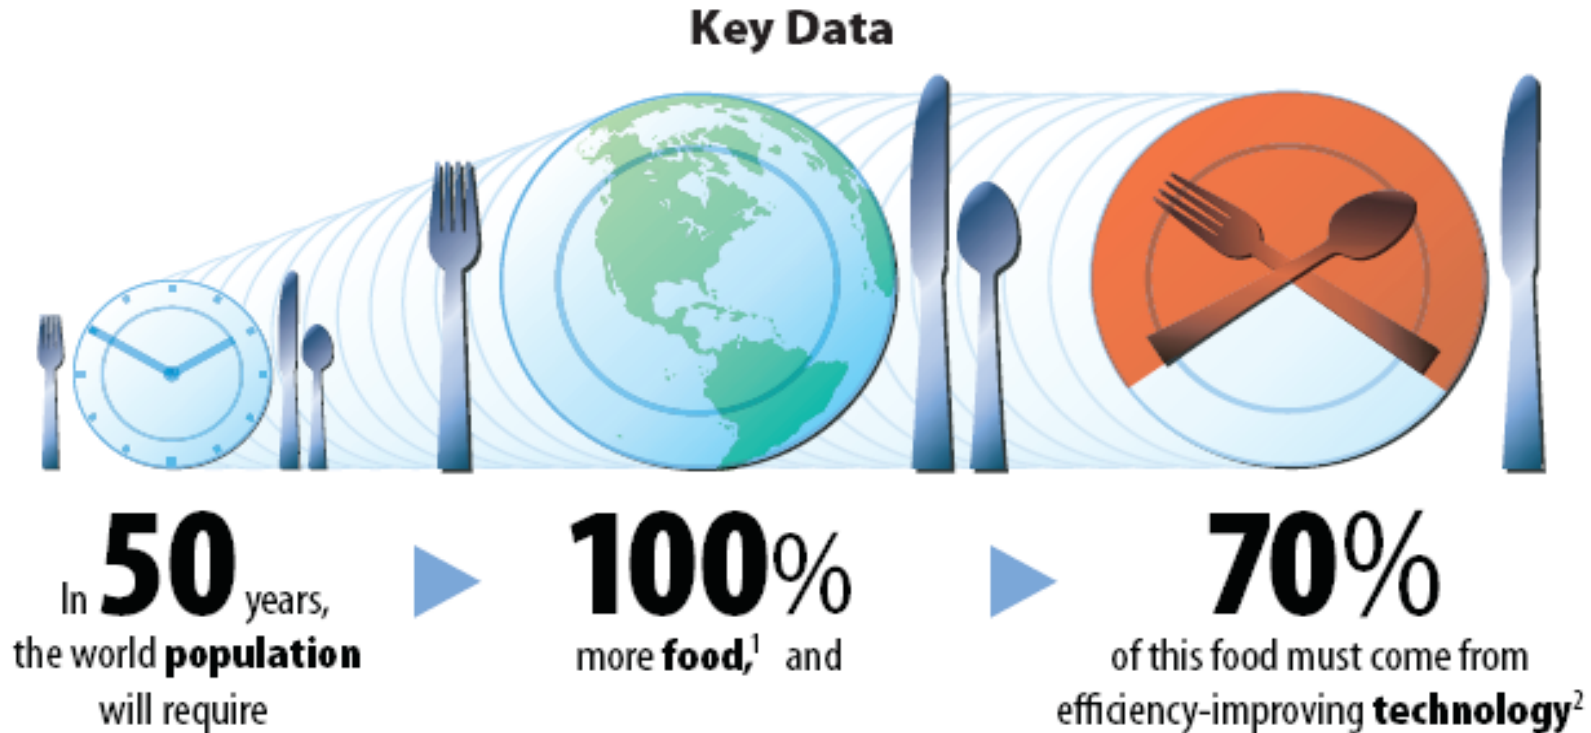 Key Data
In 50 years,
the world population
will require
100%
more food,¹ and
70%
of this food must come from
efficiency-improving technology²